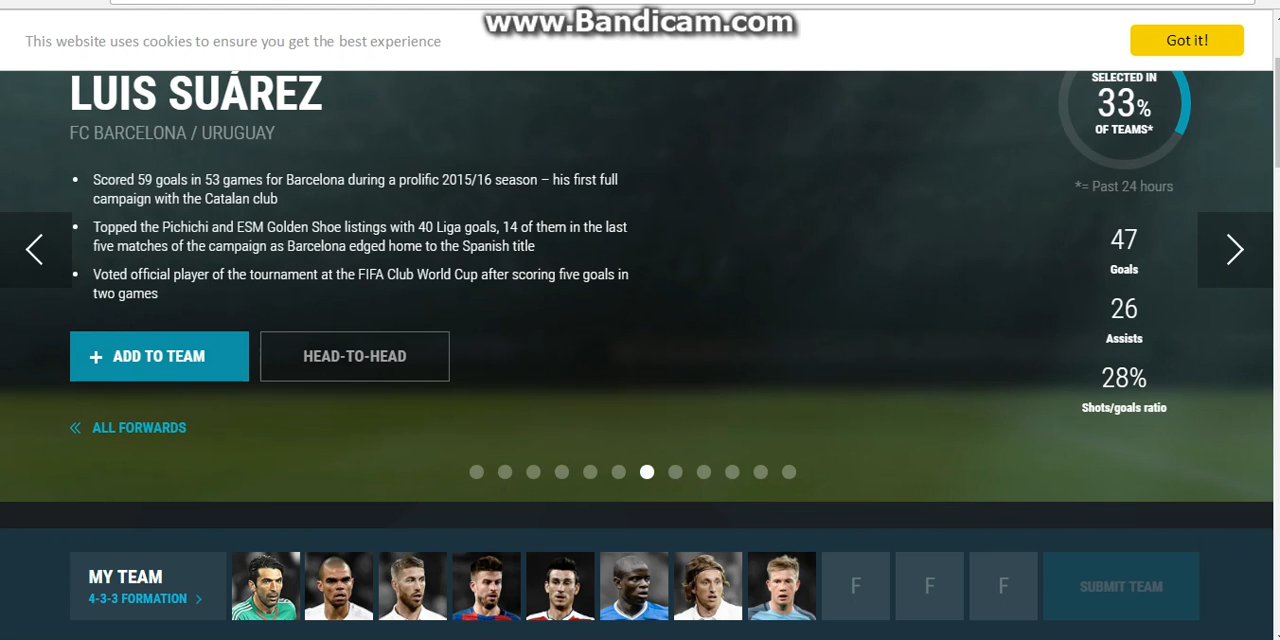 www.Bandicam.com
This website uses cookies to ensure you get the best experience
Got it!
LUIS SUÁREZ
FC BARCELONA / URUGUAY
• Scored 59 goals in 53 games for Barcelona during a prolific 2015/16 season – his first full
campaign with the Catalan club
• Topped the Pichichi and ESM Golden Shoe listings with 40 Liga goals, 14 of them in the last
five matches of the campaign as Barcelona edged home to the Spanish title
• Voted official player of the tournament at the FIFA Club World Cup after scoring five goals in
two games
+ ADD TO TEAM
HEAD-TO-HEAD
« ALL FORWARDS
SELECTED IN
33%
OF TEAMS*
*= Past 24 hours
47
Goals
26
Assists
28%
Shots/goals ratio
MY TEAM
4-3-3 FORMATION >
F
F
F
SUBMIT TEAM